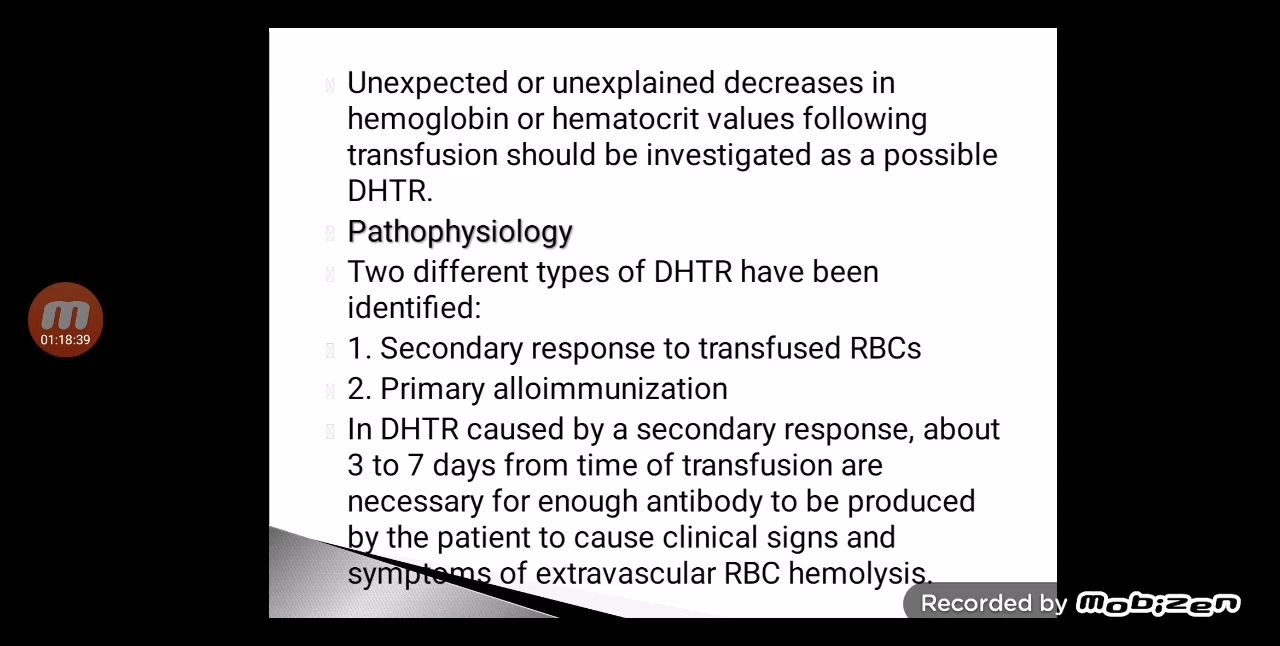 Unexpected or unexplained decreases in
hemoglobin or hematocrit values following
transfusion should be investigated as a possible
DHTR.
Pathophysiology
Two different types of DHTR have been
identified:
1. Secondary response to transfused RBCs
2. Primary alloimmunization
In DHTR caused by a secondary response, about
3 to 7 days from time of transfusion are
necessary for enough antibody to be produced
by the patient to cause clinical signs and
symptoms of extravascular RBC hemolysis.
m
01:18:39
Recorded by mobizen